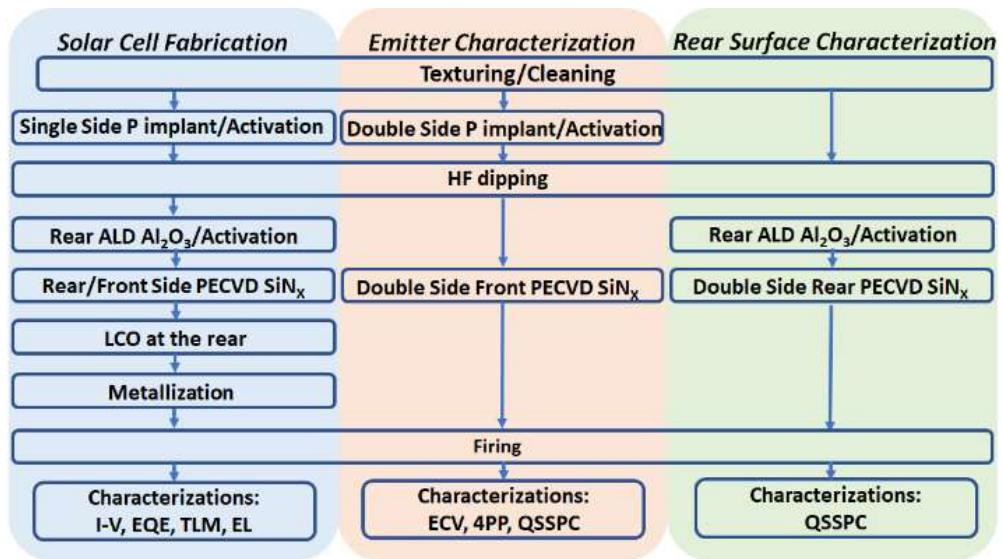 Solar Cell Fabrication
Emitter Characterization
Rear Surface Characterization
Texturing/Cleaning
Single Side P implant/Activation
Double Side P implant/Activation
HF dipping
Rear ALD Al₂O₃/Activation
Rear ALD Al₂O₃/Activation
Rear/Front Side PECVD SiNₓ
Double Side Front PECVD SiNₓ
Double Side Rear PECVD SiNₓ
LCO at the rear
Metallization
Firing
Characterizations:
I-V, EQE, TLM, EL
Characterizations:
ECV, 4PP, QSSPC
Characterizations:
QSSPC